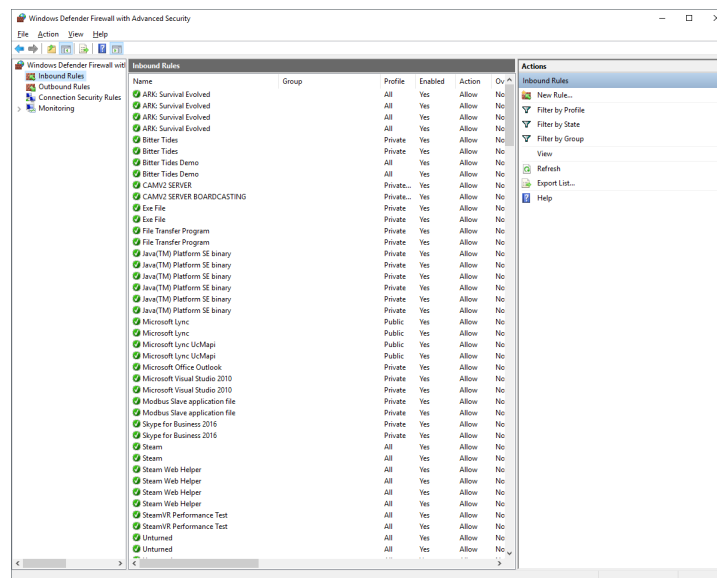 Windows Defender Firewall with Advanced Security
File Action View Help
Windows Defender Firewall witl
Inbound Rules
Outbound Rules
Connection Security Rules
Monitoring
Inbound Rules
Name Group Profile Enabled Action Ov
ARK: Survival Evolved All Yes Allow No
ARK: Survival Evolved All Yes Allow No
ARK: Survival Evolved All Yes Allow No
ARK: Survival Evolved All Yes Allow No
Bitter Tides Private Yes Allow No
Bitter Tides Private Yes Allow No
Bitter Tides Demo All Yes Allow No
Bitter Tides Demo All Yes Allow No
CAMV2 SERVER Private... Yes Allow No
CAMV2 SERVER BOARDCASTING Private... Yes Allow No
Exe File Private Yes Allow No
Exe File Private Yes Allow No
File Transfer Program Private Yes Allow No
File Transfer Program Private Yes Allow No
Java(TM) Platform SE binary Private Yes Allow No
Java(TM) Platform SE binary Private Yes Allow No
Java(TM) Platform SE binary Private Yes Allow No
Java(TM) Platform SE binary Private Yes Allow No
Java(TM) Platform SE binary Private Yes Allow No
Java(TM) Platform SE binary Private Yes Allow No
Microsoft Lync Public Yes Allow No
Microsoft Lync Public Yes Allow No
Microsoft Lync UcMapi Public Yes Allow No
Microsoft Lync UcMapi Public Yes Allow No
Microsoft Office Outlook Private Yes Allow No
Microsoft Visual Studio 2010 Private Yes Allow No
Microsoft Visual Studio 2010 Private Yes Allow No
Modbus Slave application file Private Yes Allow No
Modbus Slave application file Private Yes Allow No
Skype for Business 2016 Private Yes Allow No
Skype for Business 2016 Private Yes Allow No
Steam All Yes Allow No
Steam All Yes Allow No
Steam Web Helper All Yes Allow No
Steam Web Helper All Yes Allow No
Steam Web Helper All Yes Allow No
Steam Web Helper All Yes Allow No
SteamVR Performance Test All Yes Allow No
SteamVR Performance Test All Yes Allow No
Unturned All Yes Allow No
Unturned All Yes Allow No
Actions
Inbound Rules
New Rule...
Filter by Profile
Filter by State
Filter by Group
View
Refresh
Export List...
Help